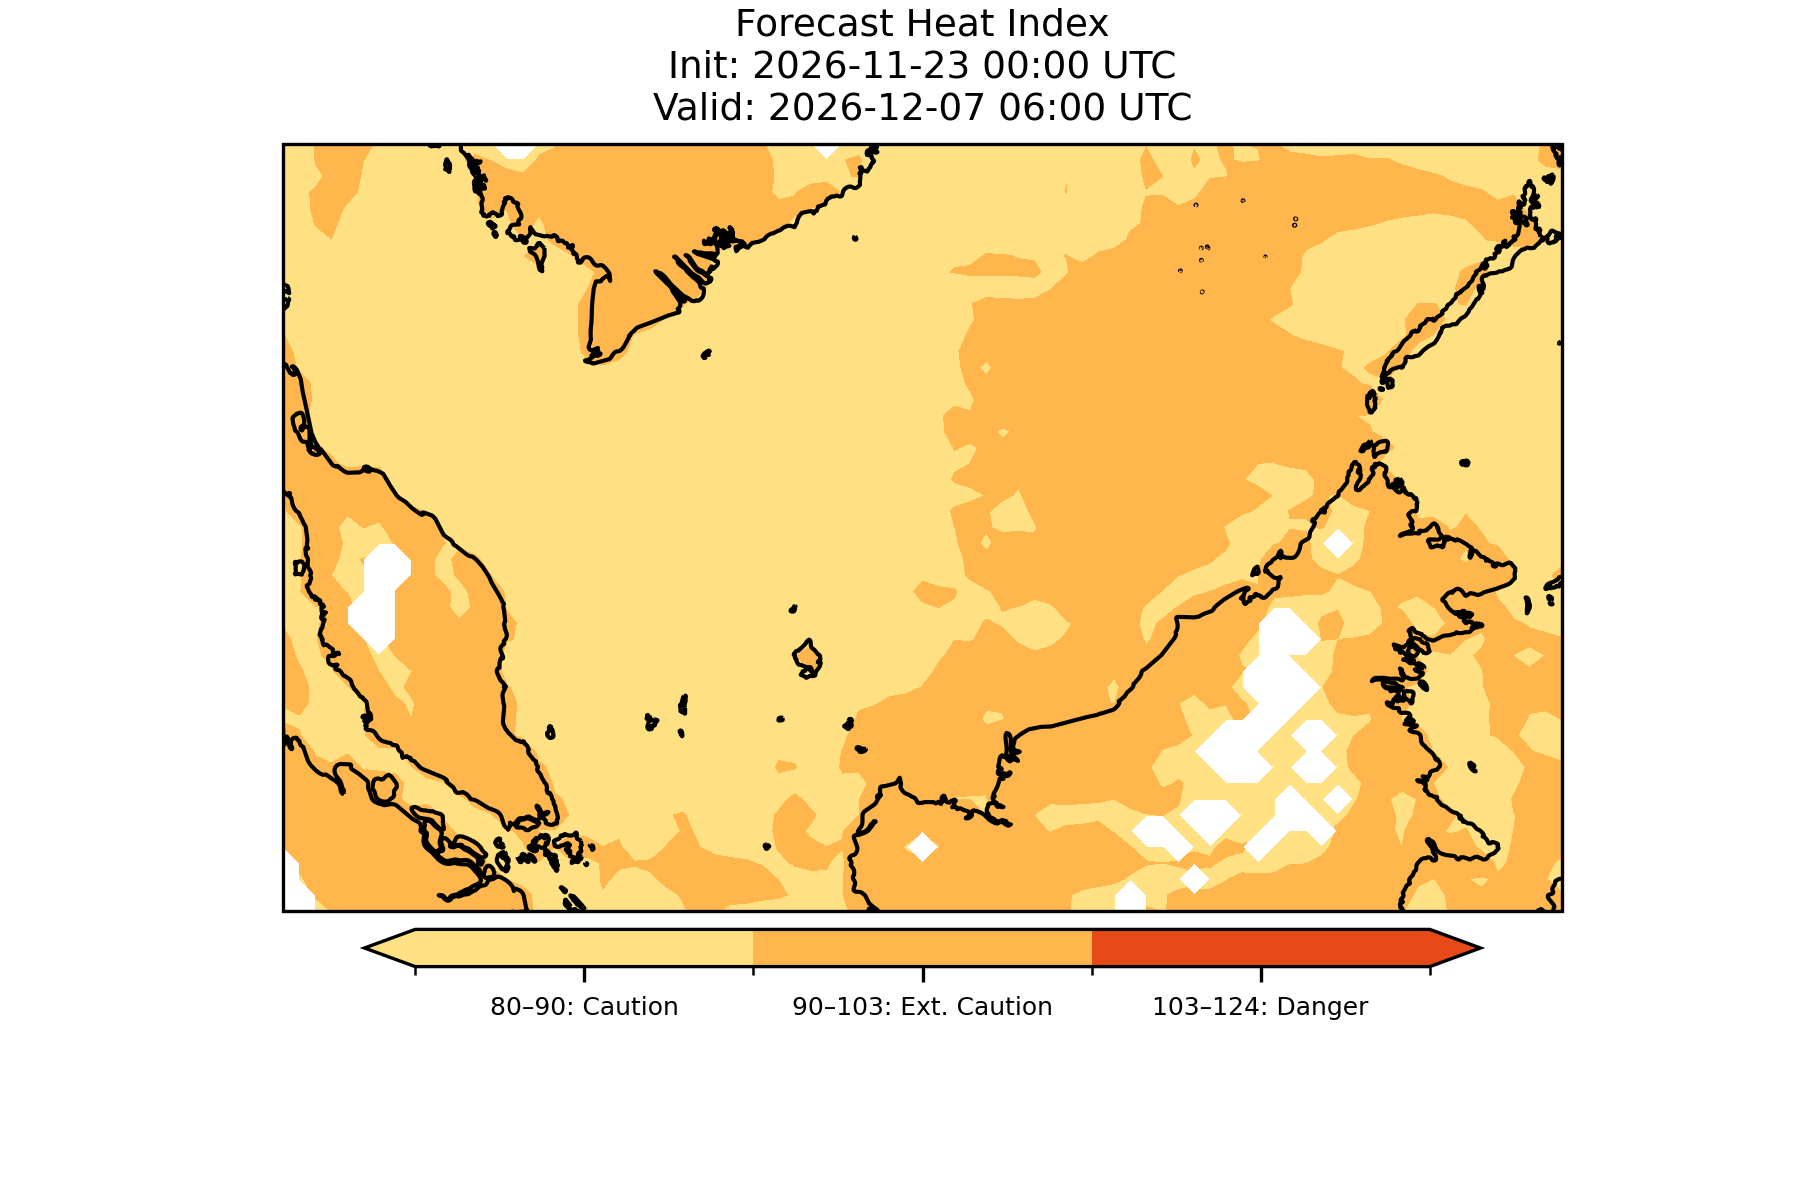 Forecast Heat Index
Init: 2026-11-23 00:00 UTC
Valid: 2026-12-07 06:00 UTC
80–90: Caution
90–103: Ext. Caution
103–124: Danger